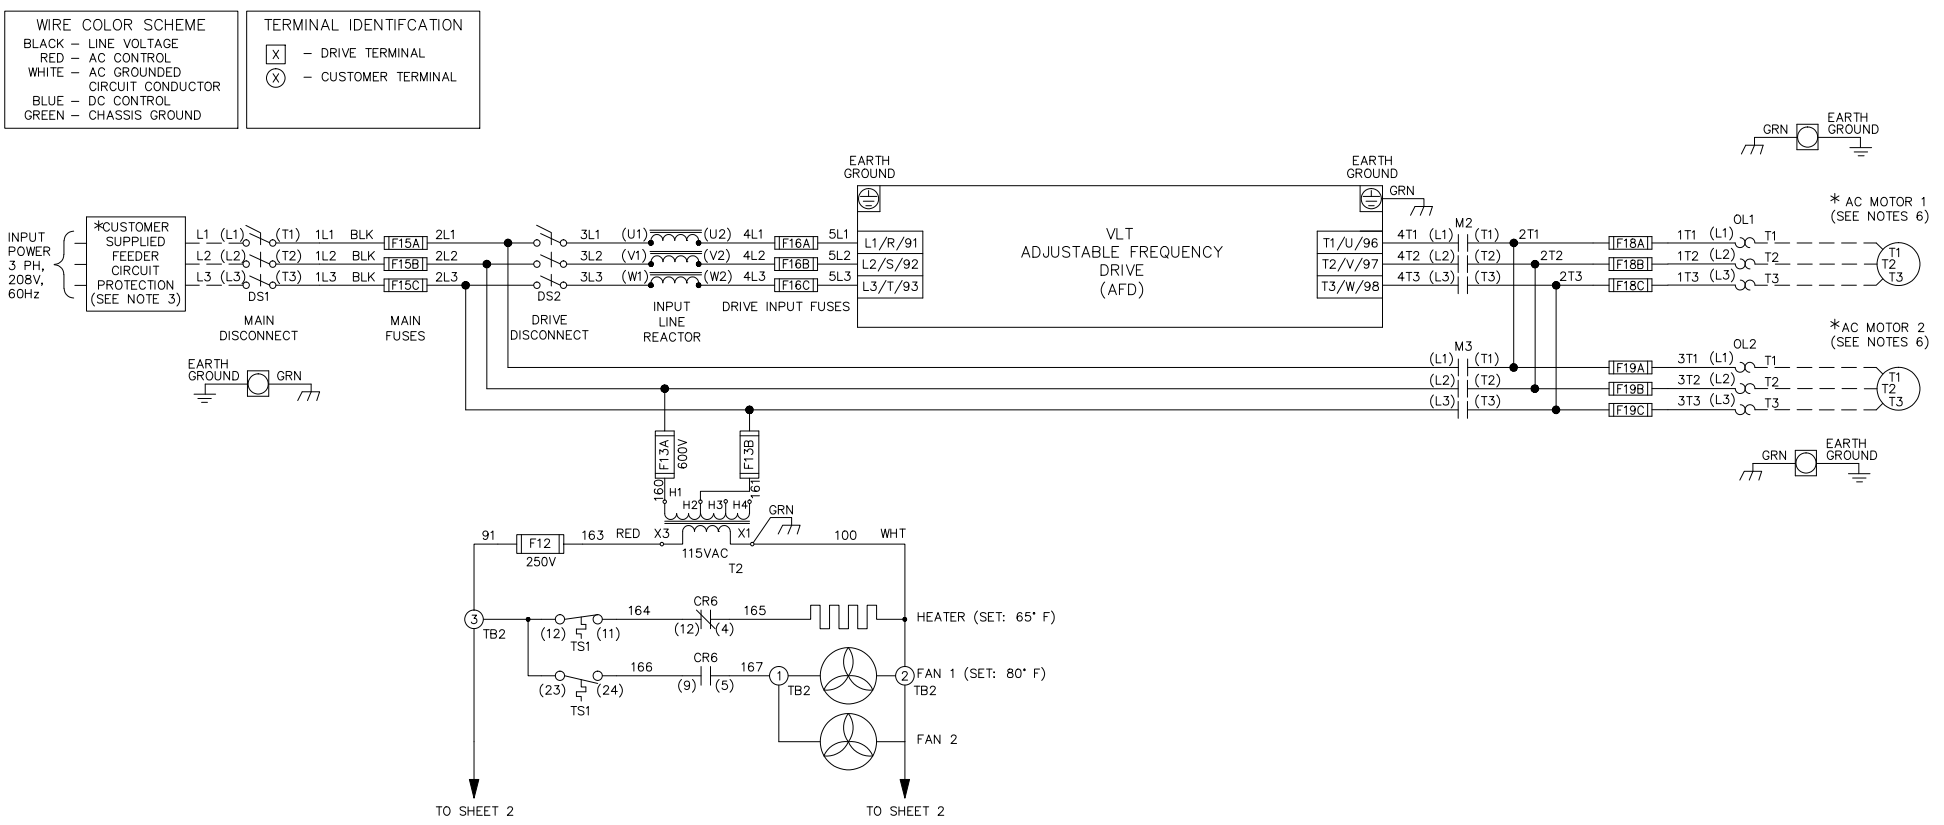 WIRE COLOR SCHEME
BLACK – LINE VOLTAGE
RED – AC CONTROL
WHITE – AC GROUNDED
CIRCUIT CONDUCTOR
BLUE – DC CONTROL
GREEN – CHASSIS GROUND
TERMINAL IDENTIFCATION
X – DRIVE TERMINAL
X – CUSTOMER TERMINAL
GRN
EARTH
GROUND
EARTH
GROUND
EARTH
GROUND
GRN
INPUT
POWER
3 PH,
208V,
60Hz
*CUSTOMER
SUPPLIED
FEEDER
CIRCUIT
PROTECTION
(SEE NOTE 3)
L1 (L1) (T1) 1L1 BLK F15A 2L1 3L1 (U1) (U2) 4L1 F16A 5L1 L1/R/91
L2 (L2) (T2) 1L2 BLK F15B 2L2 3L2 (V1) (V2) 4L2 F16B 5L2 L2/S/92
L3 (L3) (T3) 1L3 BLK F15C 2L3 3L3 (W1) (W2) 4L3 F16C 5L3 L3/T/93
DS1
MAIN
DISCONNECT
MAIN
FUSES
DS2
DRIVE
DISCONNECT
INPUT
LINE
REACTOR
DRIVE INPUT FUSES
VLT
ADJUSTABLE FREQUENCY
DRIVE
(AFD)
M2
T1/U/96 4T1 (L1) (T1) 2T1 F18A 1T1 (L1) T1
T2/V/97 4T2 (L2) (T2) 2T2 F18B 1T2 (L2) T2
T3/W/98 4T3 (L3) (T3) 2T3 F18C 1T3 (L3) T3
OL1
* AC MOTOR 1
(SEE NOTES 6)
T1
T2
T3
EARTH
GROUND
GRN
M3
(L1) (T1) F19A 3T1 (L1) T1
(L2) (T2) F19B 3T2 (L2) T2
(L3) (T3) F19C 3T3 (L3) T3
OL2
*AC MOTOR 2
(SEE NOTES 6)
T1
T2
T3
GRN
EARTH
GROUND
F13A
600V
F13B
160
161
H1
H2 H3 H4
GRN
91 F12 163 RED X3 X1 100 WHT
250V
115VAC
T2
3
TB2
(12) (11)
TS1
164
CR6
(12) (4)
165
HEATER (SET: 65° F)
(23) (24)
TS1
166
CR6
(9) (5)
167
1
TB2
2
TB2
FAN 1 (SET: 80° F)
FAN 2
TO SHEET 2
TO SHEET 2